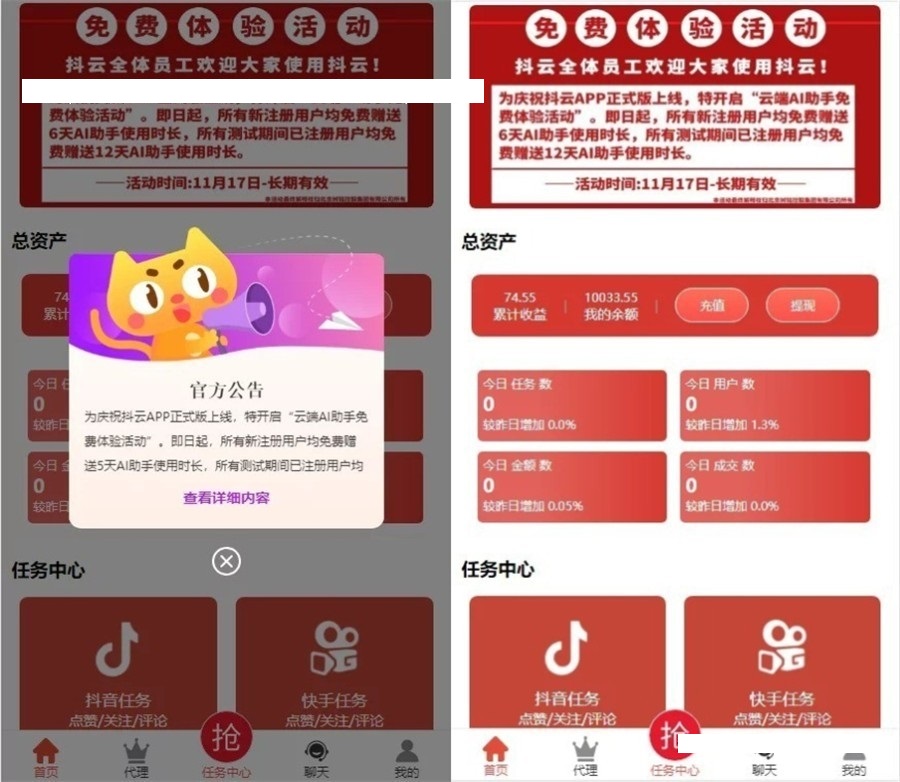 免费体验活动
抖云全体员工欢迎大家使用抖云！
费体验活动”。即日起，所有新注册用户均免费赠送
6天AI助手使用时长，所有测试期间已注册用户均免
费赠送12天AI助手使用时长。
——活动时间:11月17日-长期有效——
总资产
74
累计
官方公告
为庆祝抖云APP正式版上线，特开启“云端AI助手免
费体验活动”。即日起，所有新注册用户均免费赠
送5天AI助手使用时长，所有测试期间已注册用户均
查看详细内容
今日
0
较昨
今日
0
较昨
任务中心
抖音任务
点赞/关注/评论
快手任务
点赞/关注/评论
抢
首页
代理
任务中心
聊天
我的
免费体验活动
抖云全体员工欢迎大家使用抖云！
为庆祝抖云APP正式版上线，特开启“云端AI助手免
费体验活动”。即日起，所有新注册用户均免费赠送
6天AI助手使用时长，所有测试期间已注册用户均免
费赠送12天AI助手使用时长。
——活动时间:11月17日-长期有效——
总资产
74.55
累计收益
10033.55
我的余额
充值
提现
今日 任务 数
0
较昨日增加 0.0%
今日 用户 数
0
较昨日增加 1.3%
今日 金额 数
0
较昨日增加 0.05%
今日 成交 数
0
较昨日增加 0.0%
任务中心
抖音任务
点赞/关注/评论
快手任务
点赞/关注/评论
抢
首页
代理
任务中心
聊天
我的